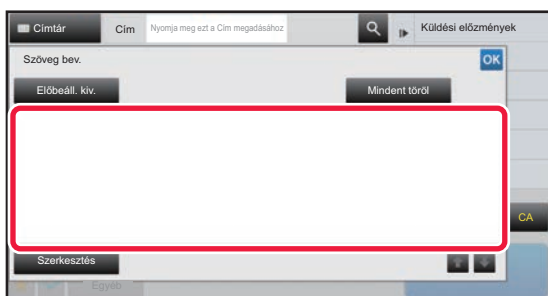 Címtár Cím Nyomja meg ezt a Cím megadásához Küldési előzmények
Szöveg bev. OK
Előbeáll. kiv. Mindent töröl
CA
Szerkesztés
Egyéb